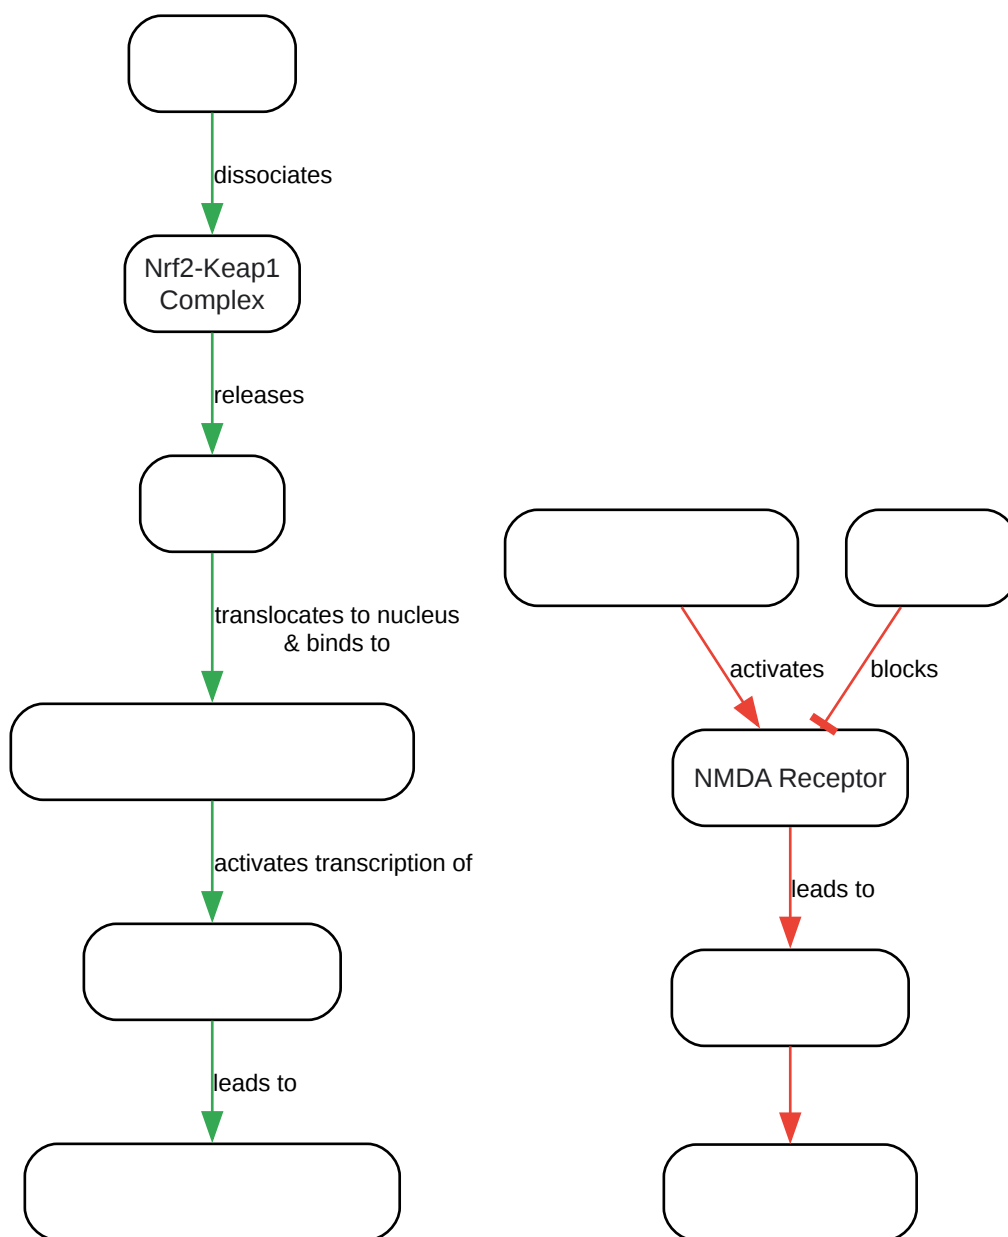 dissociates
Nrf2-Keap1
Complex
releases
translocates to nucleus
& binds to
activates transcription of
leads to
activates
blocks
NMDA Receptor
leads to